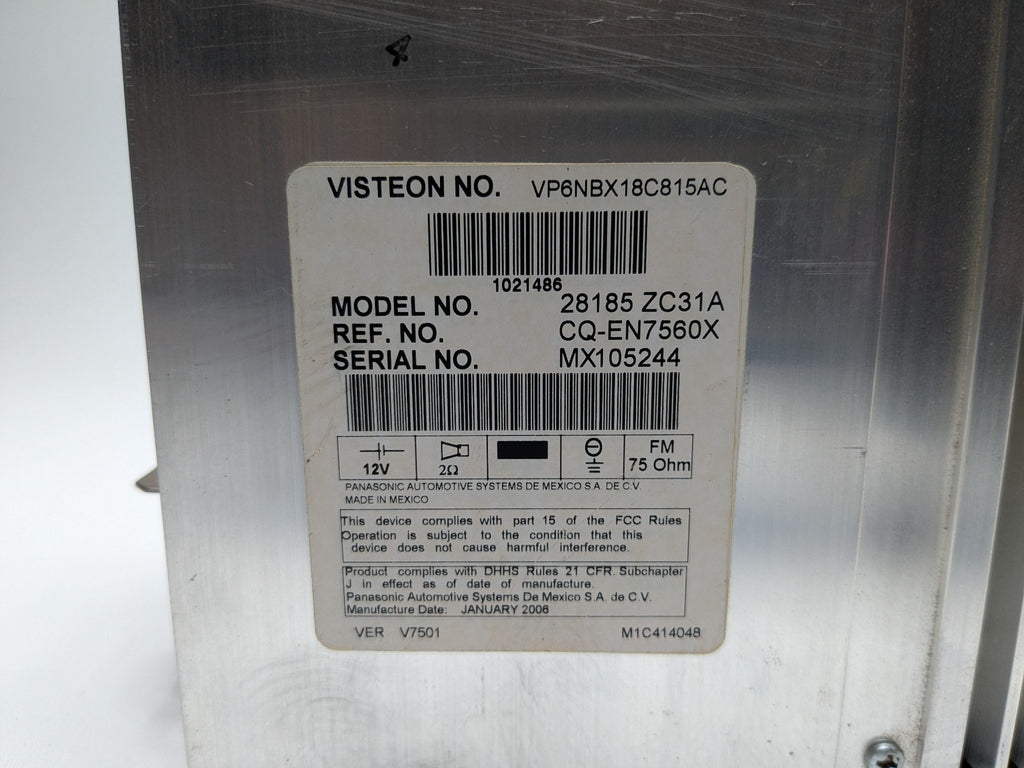 VISTEON NO. VP6NBX18C815AC
1021486
MODEL NO. 28185 ZC31A
REF. NO. CQ-EN7560X
SERIAL NO. MX105244
12V 2Ω FM 75 Ohm
PANASONIC AUTOMOTIVE SYSTEMS DE MEXICO S.A. DE C.V.
MADE IN MEXICO
This device complies with part 15 of the FCC Rules
Operation is subject to the condition that this
device does not cause harmful interference.
Product complies with DHHS Rules 21 CFR. Subchapter
J in effect as of date of manufacture.
Panasonic Automotive Systems De Mexico S.A. de C.V.
Manufacture Date: JANUARY 2006
VER V7501 M1C414048